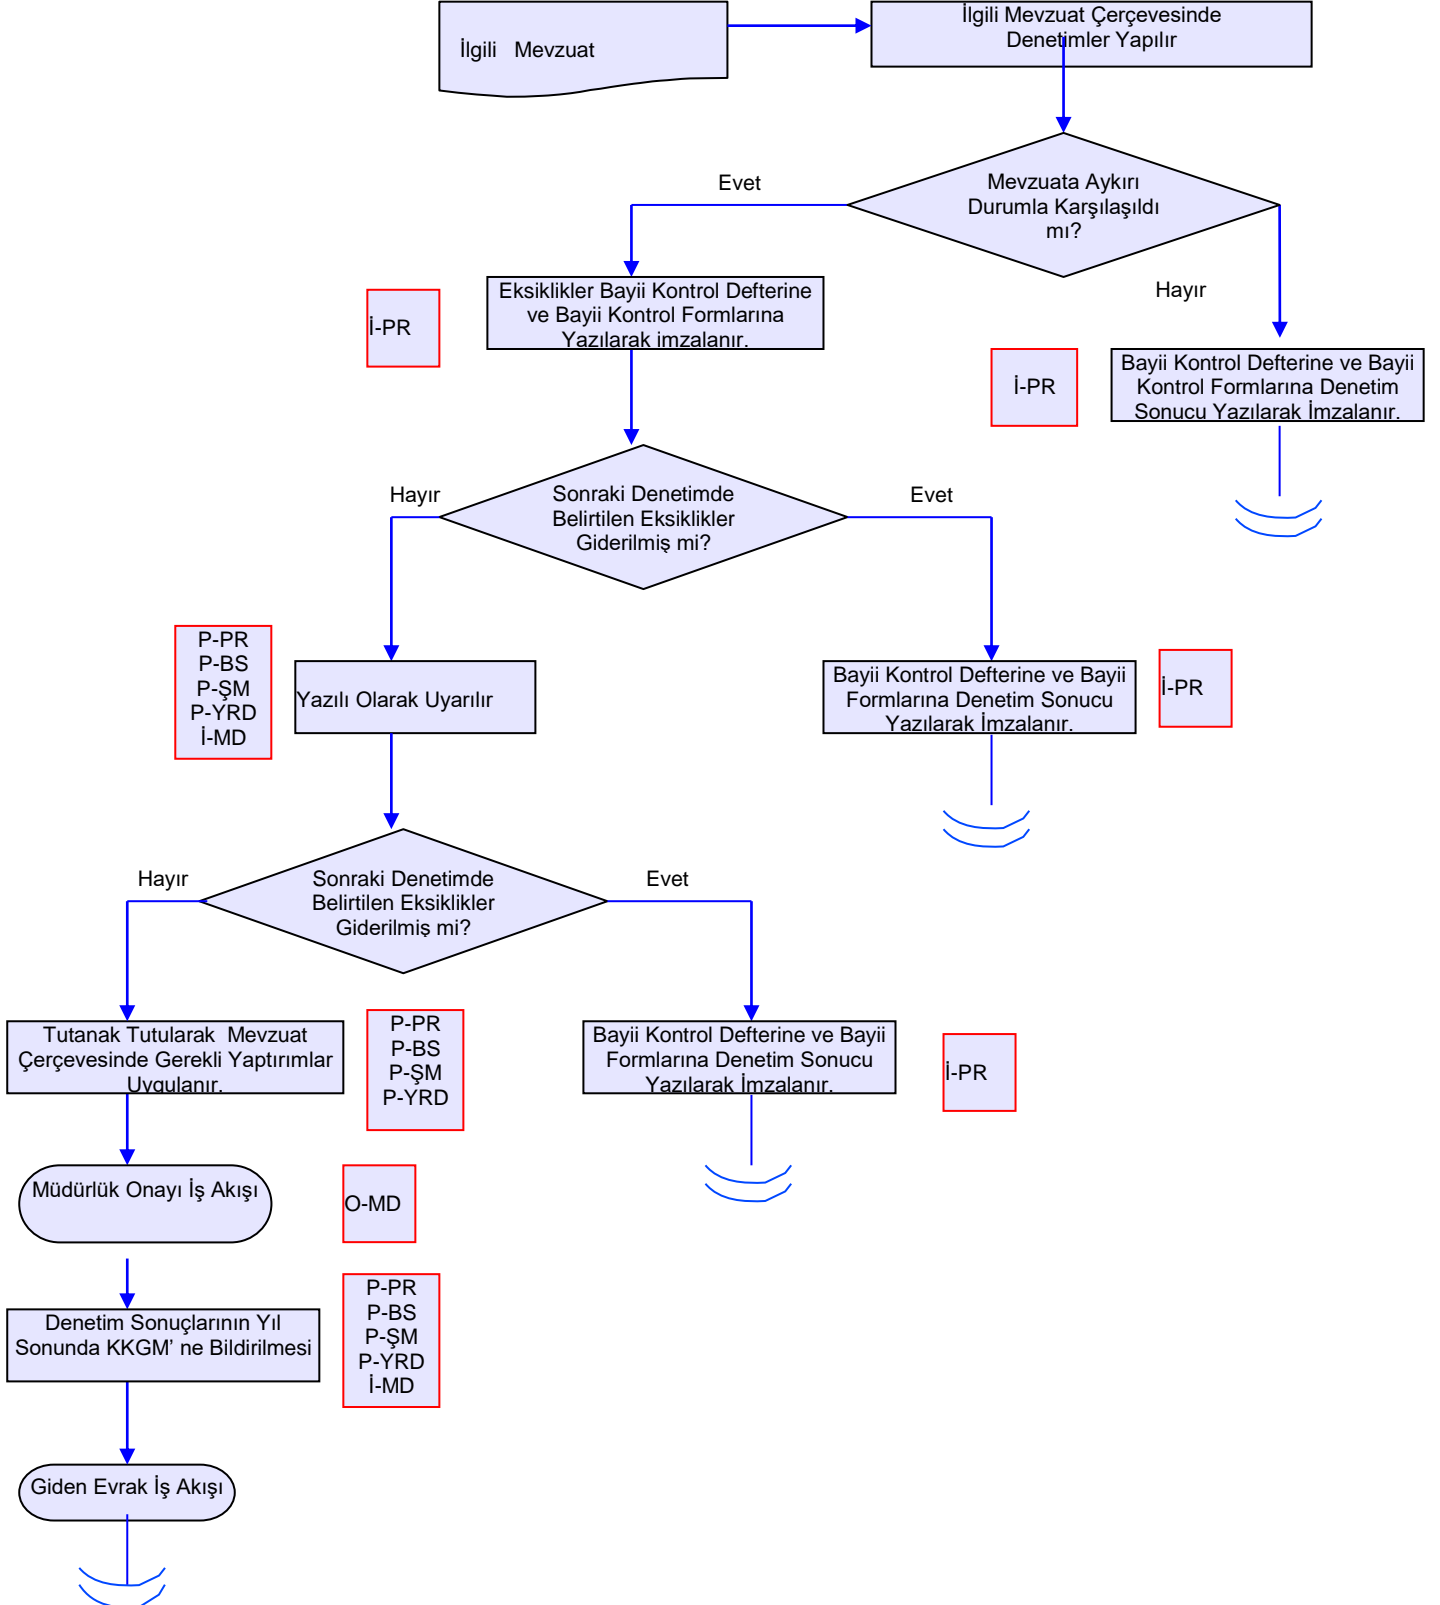 İlgili Mevzuat
İlgili Mevzuat Çerçevesinde
Denetimler Yapılır
Mevzuata Aykırı
Durumla Karşılaşıldı
mı?
Evet
Hayır
İ-PR
Eksiklikler Bayii Kontrol Defterine
ve Bayii Kontrol Formlarına
Yazılarak imzalanır.
İ-PR
Bayii Kontrol Defterine ve Bayii
Kontrol Formlarına Denetim
Sonucu Yazılarak İmzalanır.
Hayır
Sonraki Denetimde
Belirtilen Eksiklikler
Giderilmiş mi?
Evet
P-PR
P-BS
P-ŞM
P-YRD
İ-MD
Yazılı Olarak Uyarılır
Bayii Kontrol Defterine ve Bayii
Formlarına Denetim Sonucu
Yazılarak İmzalanır.
İ-PR
Hayır
Sonraki Denetimde
Belirtilen Eksiklikler
Giderilmiş mi?
Evet
Tutanak Tutularak Mevzuat
Çerçevesinde Gerekli Yaptırımlar
Uygulanır.
P-PR
P-BS
P-ŞM
P-YRD
Bayii Kontrol Defterine ve Bayii
Formlarına Denetim Sonucu
Yazılarak İmzalanır.
İ-PR
Müdürlük Onayı İş Akışı
O-MD
Denetim Sonuçlarının Yıl
Sonunda KKGM’ ne Bildirilmesi
P-PR
P-BS
P-ŞM
P-YRD
İ-MD
Giden Evrak İş Akışı